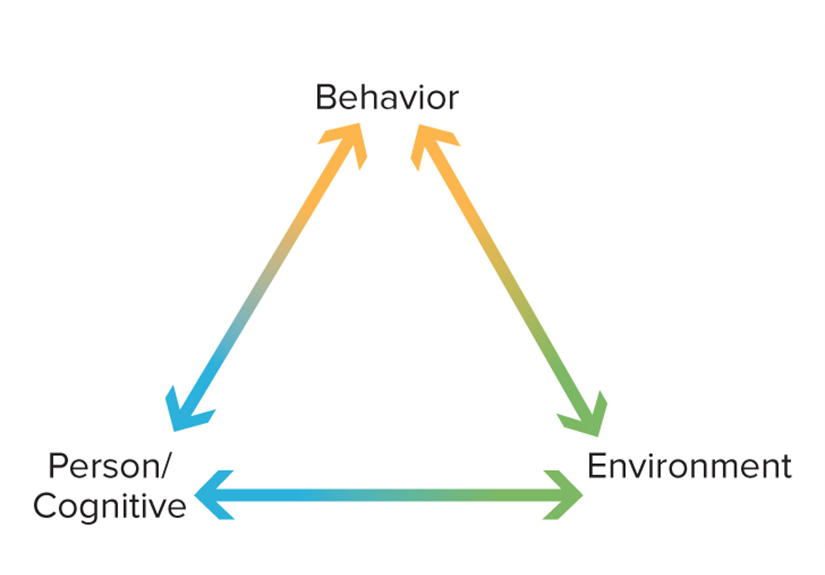 Behavior
Person/
Cognitive
Environment